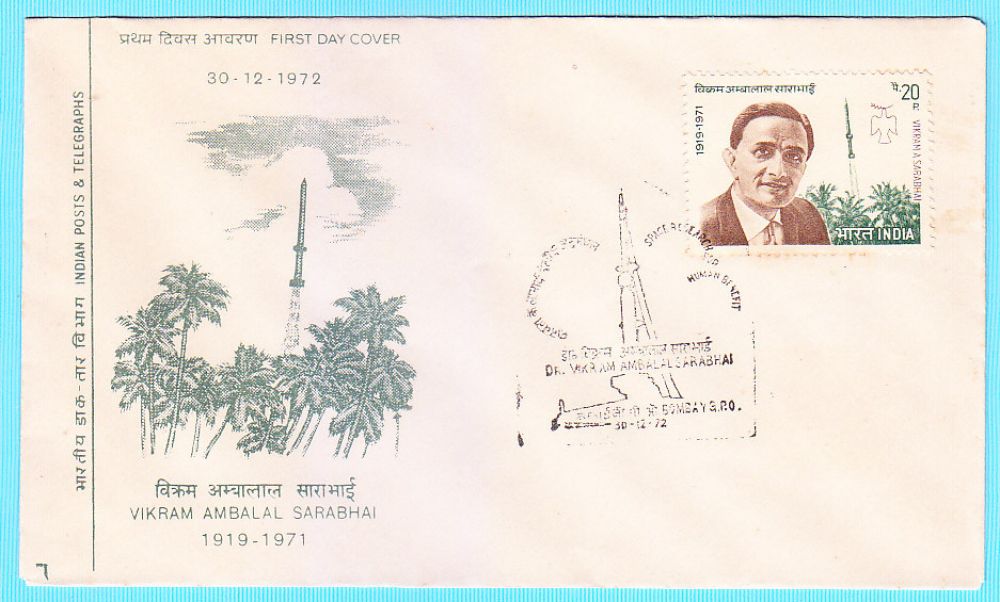 प्रथम दिवस आवरण FIRST DAY COVER
30-12-1972
भारतीय डाक-तार विभाग INDIAN POSTS & TELEGRAPHS
विक्रम अम्बालाल साराभाई
VIKRAM AMBALAL SARABHAI
1919-1971
विक्रम अम्बालाल साराभाई
पै. 20 P
1919-1971
VIKRAM A SARABHAI
भारत INDIA
SPACE RESEARCH FOR HUMAN BENEFIT
डा० विक्रम अम्बालाल साराभाई
DR. VIKRAM AMBALAL SARABHAI
जी पी ओ BOMBAY G.P.O.
30-12-72
7